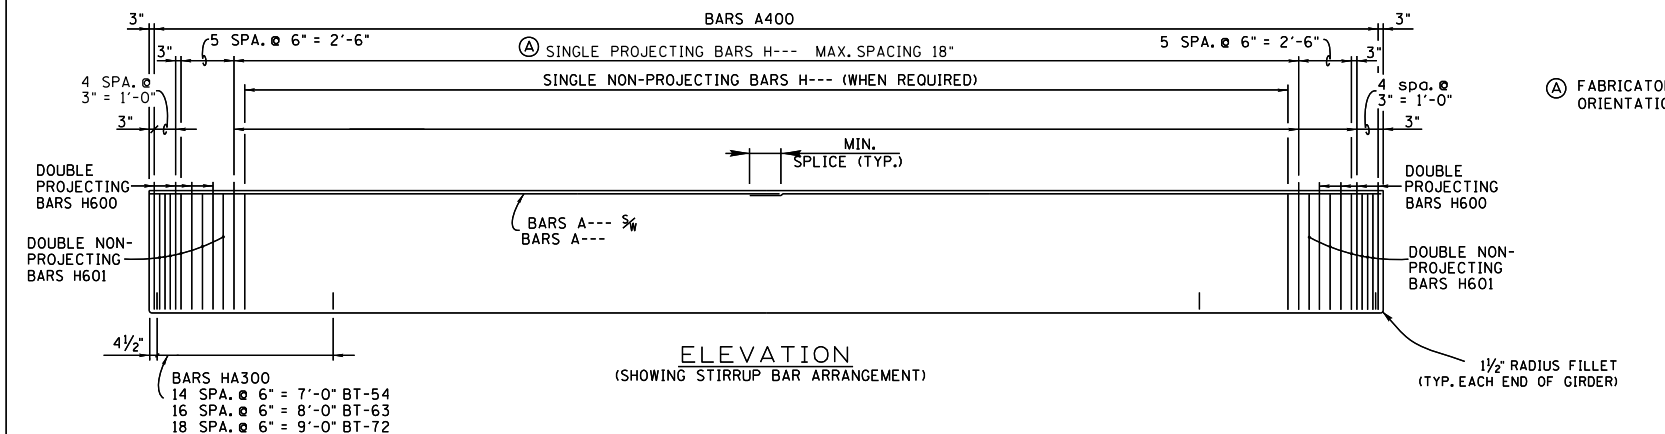 3" BARS A400 3"
5 SPA. @ 6" = 2'-6"
3"
Ⓐ SINGLE PROJECTING BARS H--- MAX. SPACING 18"
5 SPA. @ 6" = 2'-6"
3"
4 SPA. @
3" = 1'-0"
SINGLE NON-PROJECTING BARS H--- (WHEN REQUIRED)
4 spa. @
3" = 1'-0"
Ⓐ FABRICATO
ORIENTATIO
3"
3"
MIN.
SPLICE (TYP.)
DOUBLE
PROJECTING
BARS H600
DOUBLE
PROJECTING
BARS H600
BARS A--- S/W
BARS A---
DOUBLE NON-
PROJECTING
BARS H601
DOUBLE NON-
PROJECTING
BARS H601
4½"
BARS HA300
14 SPA. @ 6" = 7'-0" BT-54
16 SPA. @ 6" = 8'-0" BT-63
18 SPA. @ 6" = 9'-0" BT-72
ELEVATION
(SHOWING STIRRUP BAR ARRANGEMENT)
1½" RADIUS FILLET
(TYP. EACH END OF GIRDER)